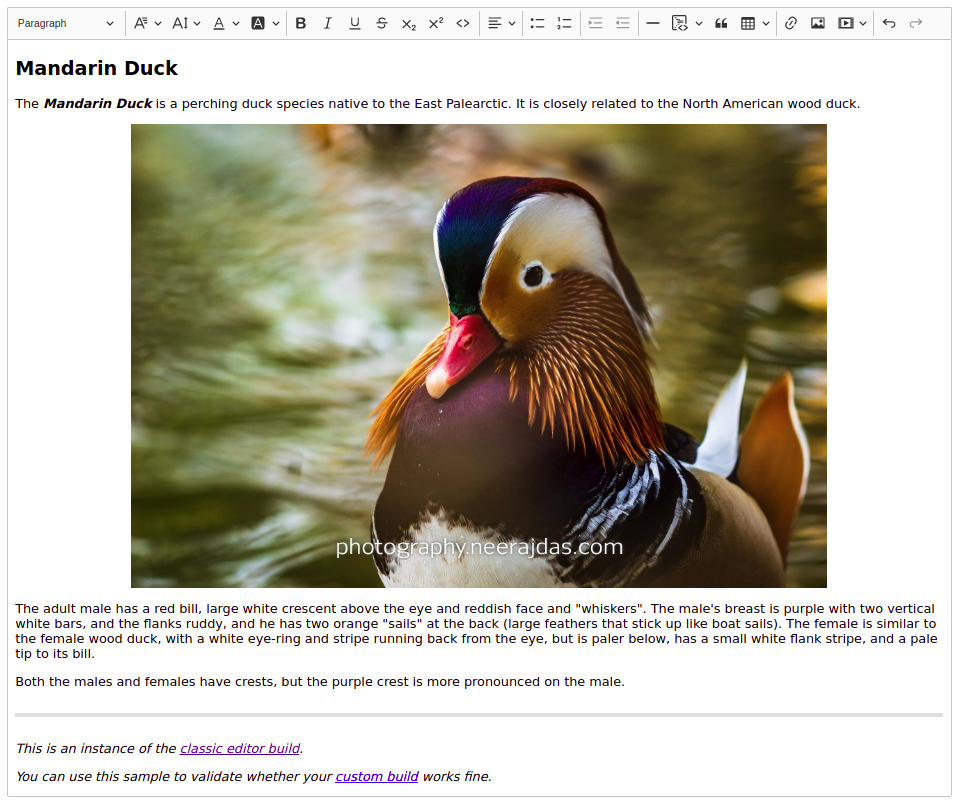 Paragraph
Mandarin Duck
The Mandarin Duck is a perching duck species native to the East Palearctic. It is closely related to the North American wood duck.
photography.neerajdas.com
The adult male has a red bill, large white crescent above the eye and reddish face and "whiskers". The male's breast is purple with two vertical
white bars, and the flanks ruddy, and he has two orange "sails" at the back (large feathers that stick up like boat sails). The female is similar to
the female wood duck, with a white eye-ring and stripe running back from the eye, but is paler below, has a small white flank stripe, and a pale
tip to its bill.
Both the males and females have crests, but the purple crest is more pronounced on the male.
This is an instance of the classic editor build.
You can use this sample to validate whether your custom build works fine.